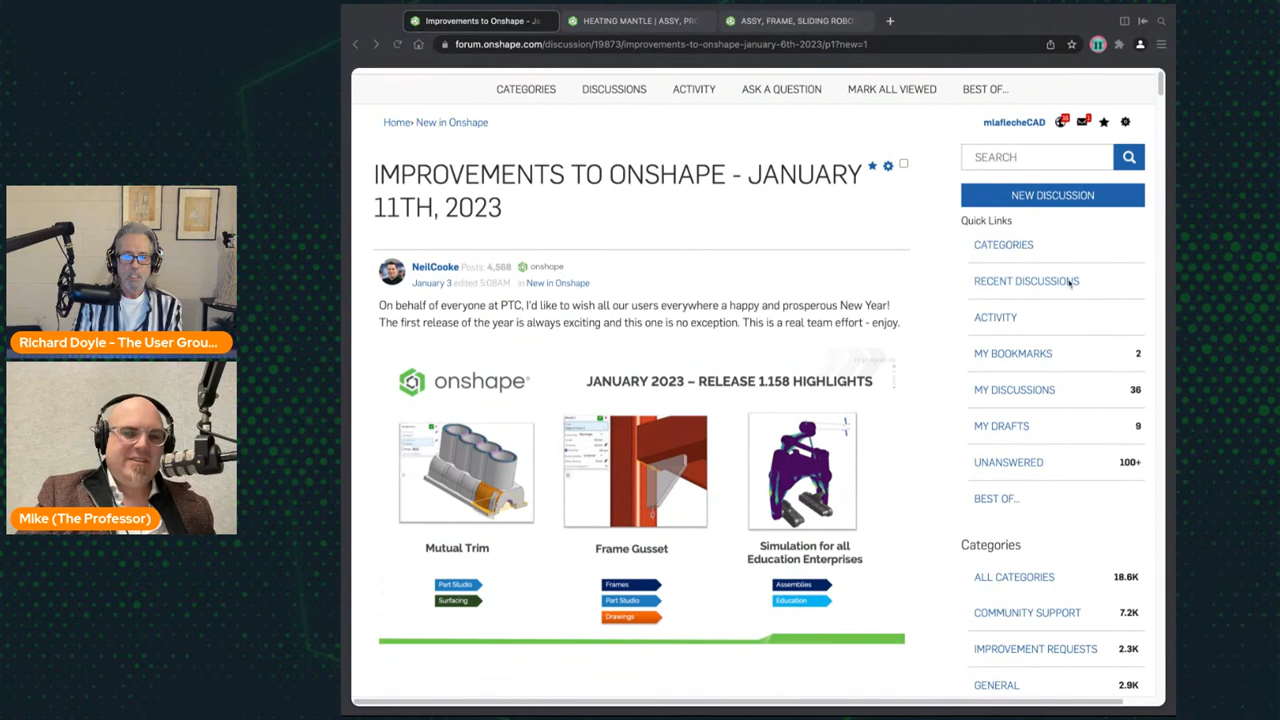 Improvements to Onshape - Ja
HEATING MANTLE | ASSY, PRO
ASSY, FRAME, SLIDING ROBO
forum.onshape.com/discussion/19873/improvements-to-onshape-january-6th-2023/p1?new=1
CATEGORIES DISCUSSIONS ACTIVITY ASK A QUESTION MARK ALL VIEWED BEST OF...
Home› New in Onshape
mlaflecheCAD
IMPROVEMENTS TO ONSHAPE - JANUARY
11TH, 2023
NeilCooke Posts: 4,568 onshape
January 3 edited 5:08AM in New in Onshape
On behalf of everyone at PTC, I'd like to wish all our users everywhere a happy and prosperous New Year!
The first release of the year is always exciting and this one is no exception. This is a real team effort - enjoy.
onshape®
JANUARY 2023 – RELEASE 1.158 HIGHLIGHTS
Mutual Trim
Part Studio
Surfacing
Frame Gusset
Frames
Part Studio
Drawings
Simulation for all
Education Enterprises
Assemblies
Education
SEARCH
NEW DISCUSSION
Quick Links
CATEGORIES
RECENT DISCUSSIONS
ACTIVITY
MY BOOKMARKS 2
MY DISCUSSIONS 36
MY DRAFTS 9
UNANSWERED 100+
BEST OF...
Categories
ALL CATEGORIES 18.6K
COMMUNITY SUPPORT 7.2K
IMPROVEMENT REQUESTS 2.3K
GENERAL 2.9K
Richard Doyle - The User Grou...
Mike (The Professor)